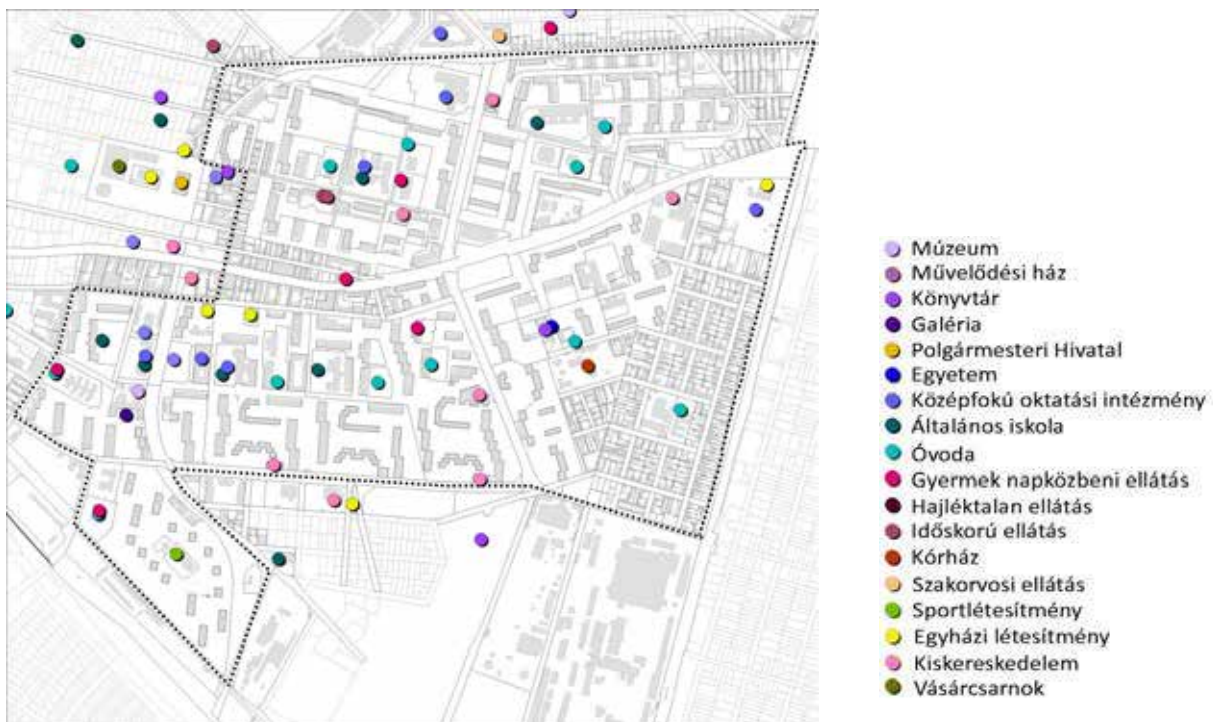 Múzeum
Művelődési ház
Könyvtár
Galéria
Polgármesteri Hivatal
Egyetem
Középfokú oktatási intézmény
Általános iskola
Óvoda
Gyermek napközbeni ellátás
Hajléktalan ellátás
Időskorú ellátás
Kórház
Szakorvosi ellátás
Sportlétesítmény
Egyházi létesítmény
Kiskereskedelem
Vásárcsarnok